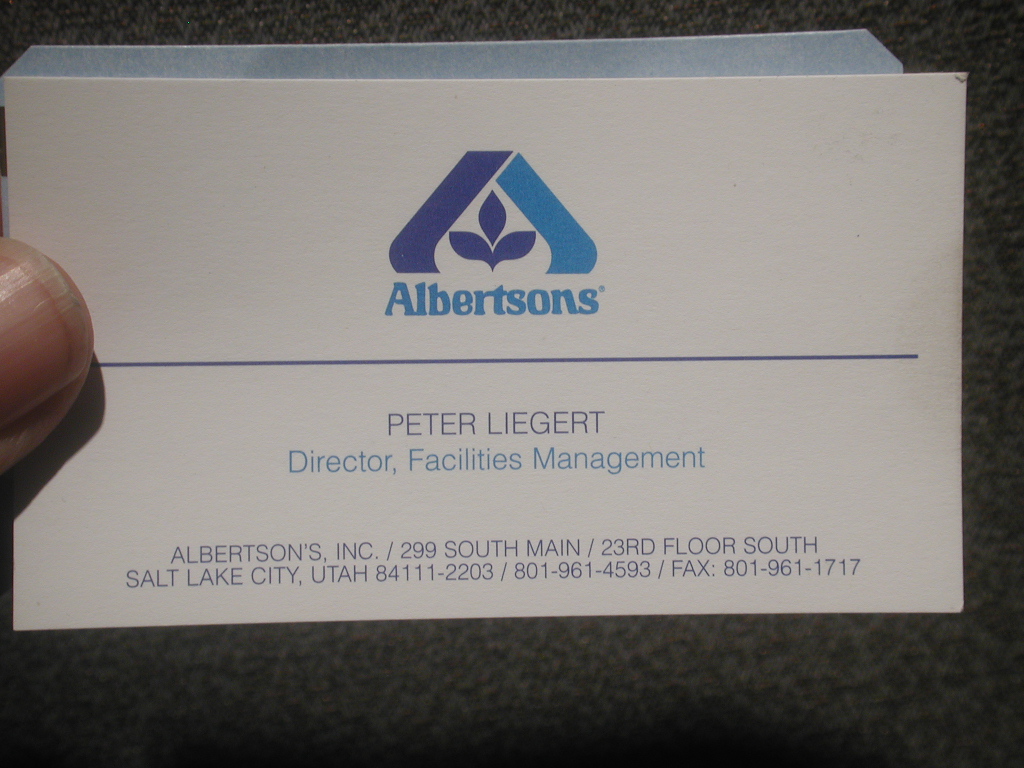 Albertsons®
PETER LIEGERT
Director, Facilities Management
ALBERTSON'S, INC. / 299 SOUTH MAIN / 23RD FLOOR SOUTH
SALT LAKE CITY, UTAH 84111-2203 / 801-961-4593 / FAX: 801-961-1717